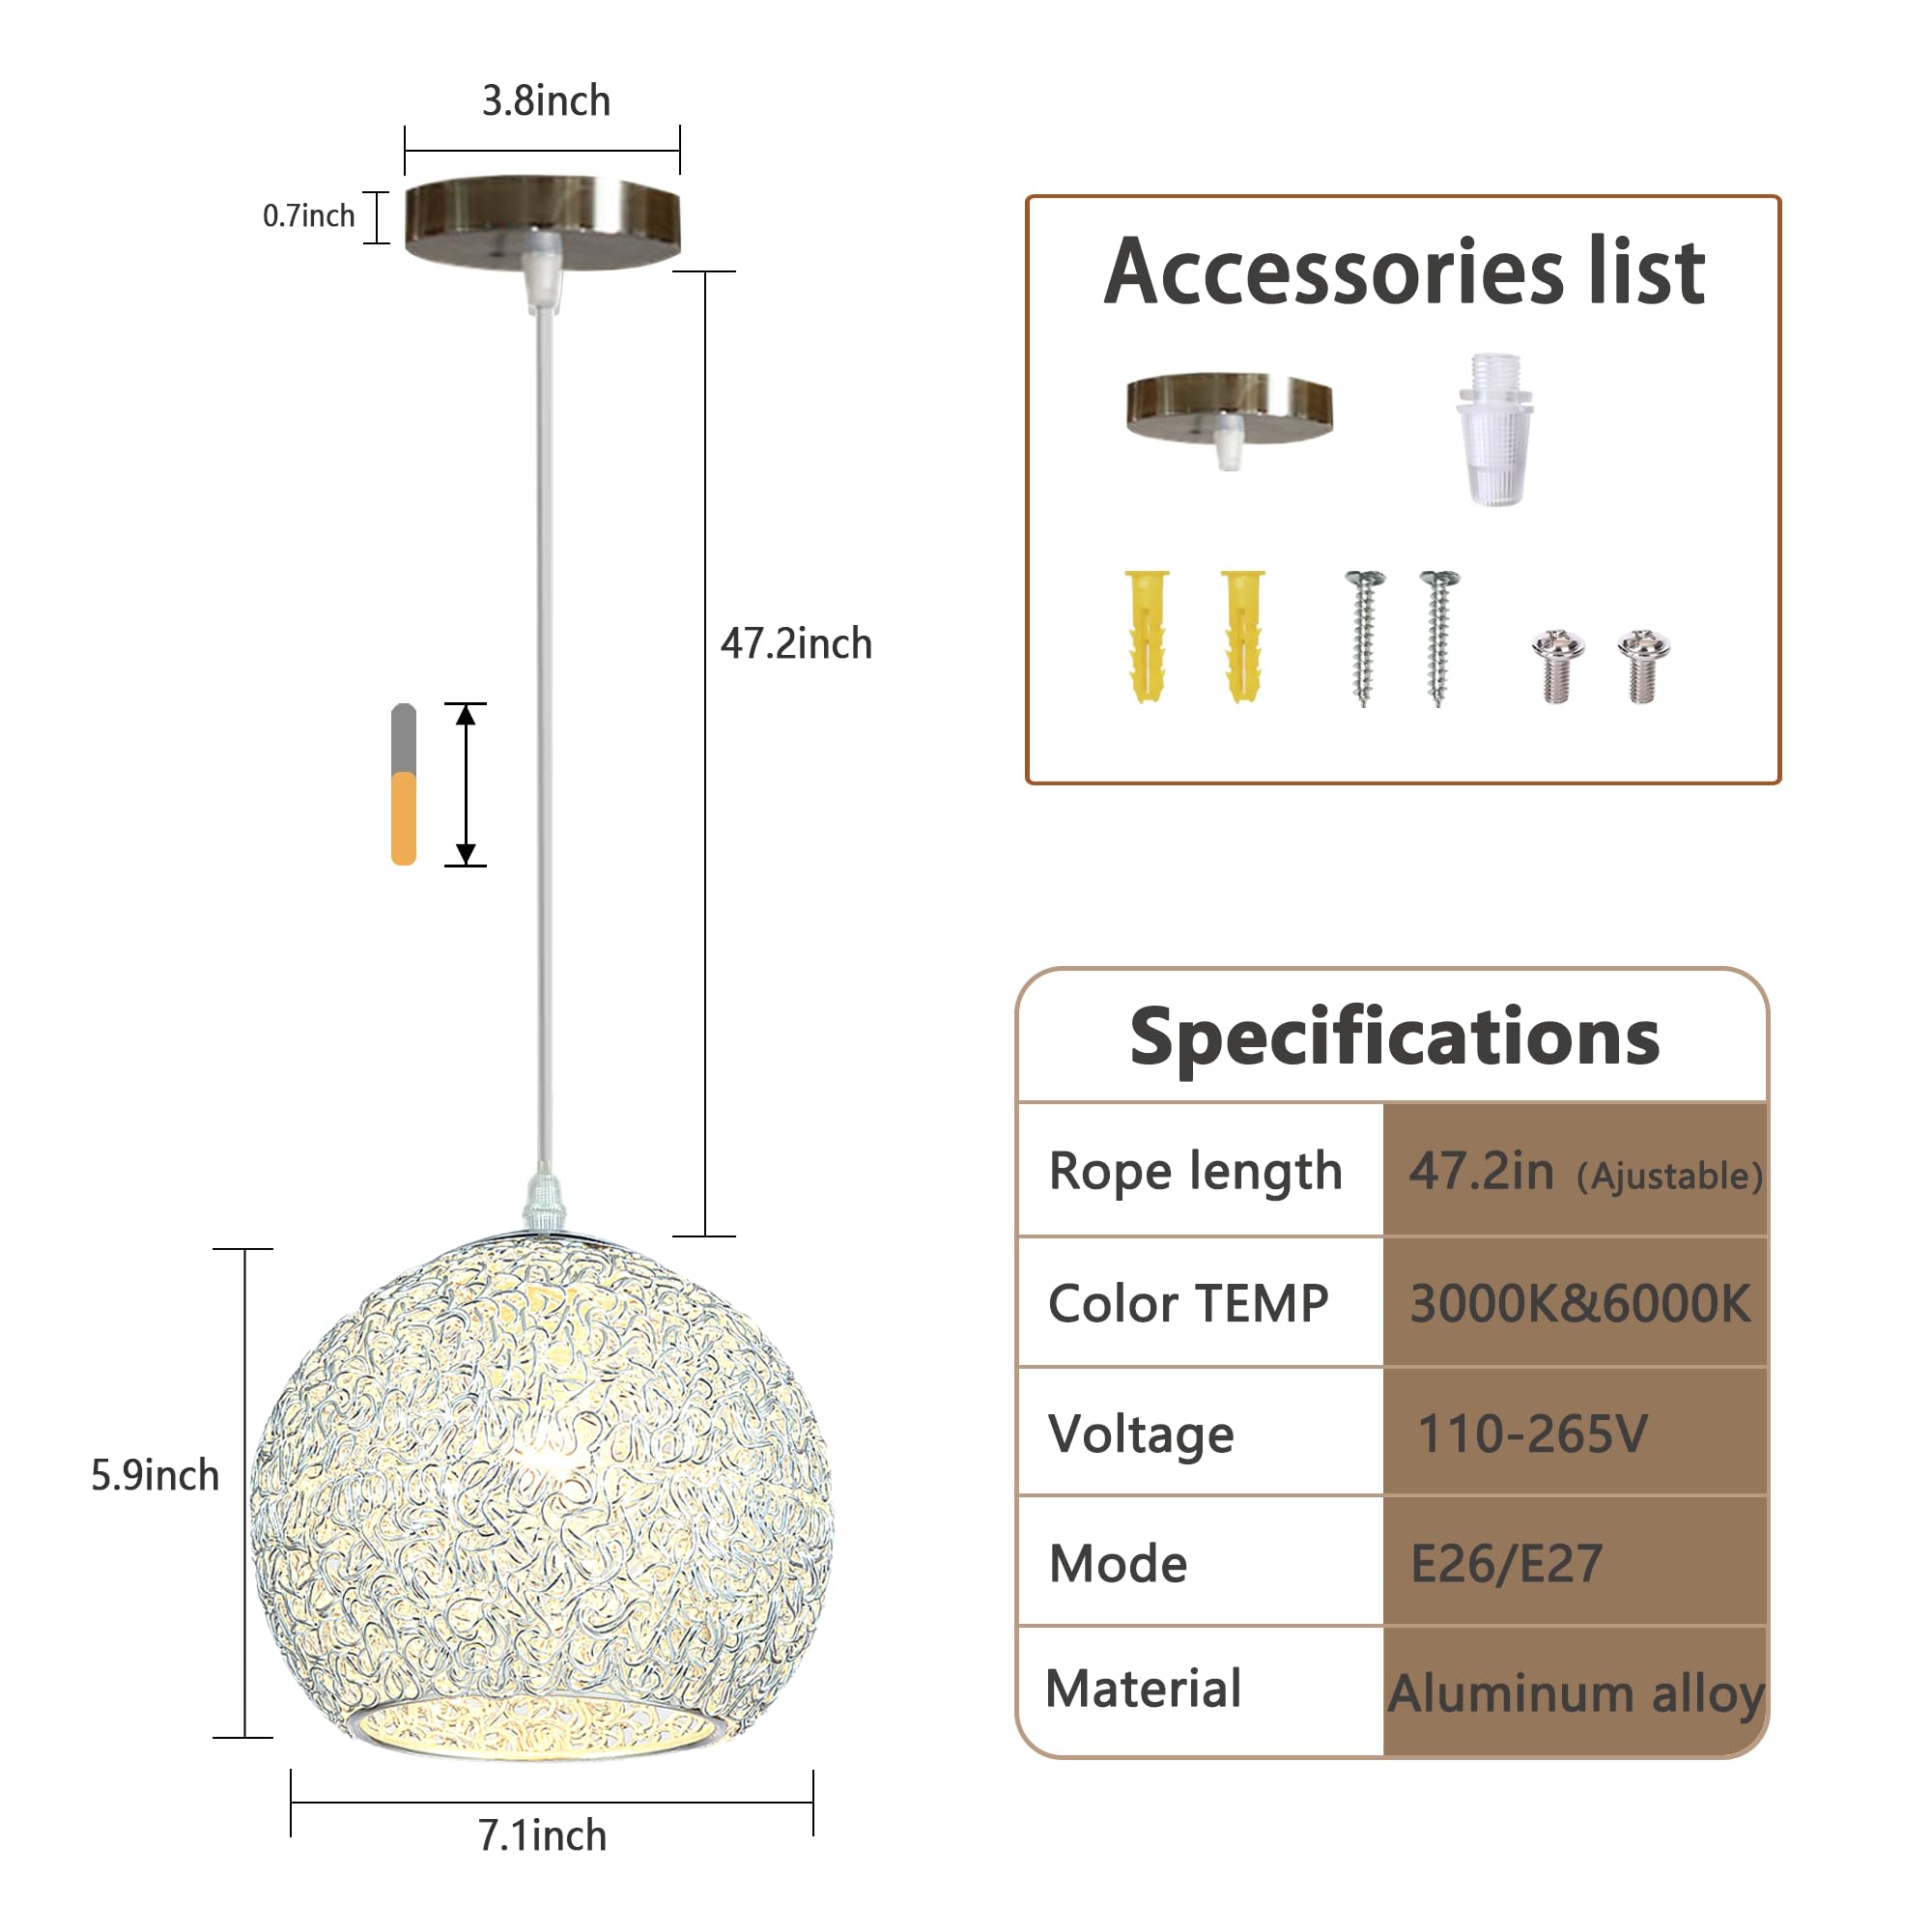 3.8inch
0.7inch
47.2inch
5.9inch
7.1inch
Accessories list
Specifications
Rope length 47.2in (Ajustable)
Color TEMP 3000K&6000K
Voltage 110-265V
Mode E26/E27
Material Aluminum alloy